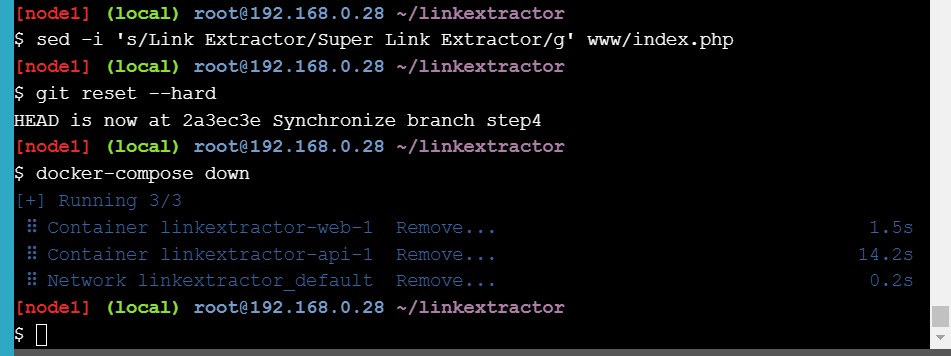 [node1] (local) root@192.168.0.28 ~/linkextractor
$ sed -i 's/Link Extractor/Super Link Extractor/g' www/index.php
[node1] (local) root@192.168.0.28 ~/linkextractor
$ git reset --hard
HEAD is now at 2a3ec3e Synchronize branch step4
[node1] (local) root@192.168.0.28 ~/linkextractor
$ docker-compose down
[+] Running 3/3
⠿ Container linkextractor-web-1  Remove... 1.5s
⠿ Container linkextractor-api-1  Remove... 14.2s
⠿ Network linkextractor_default  Remove... 0.2s
[node1] (local) root@192.168.0.28 ~/linkextractor
$